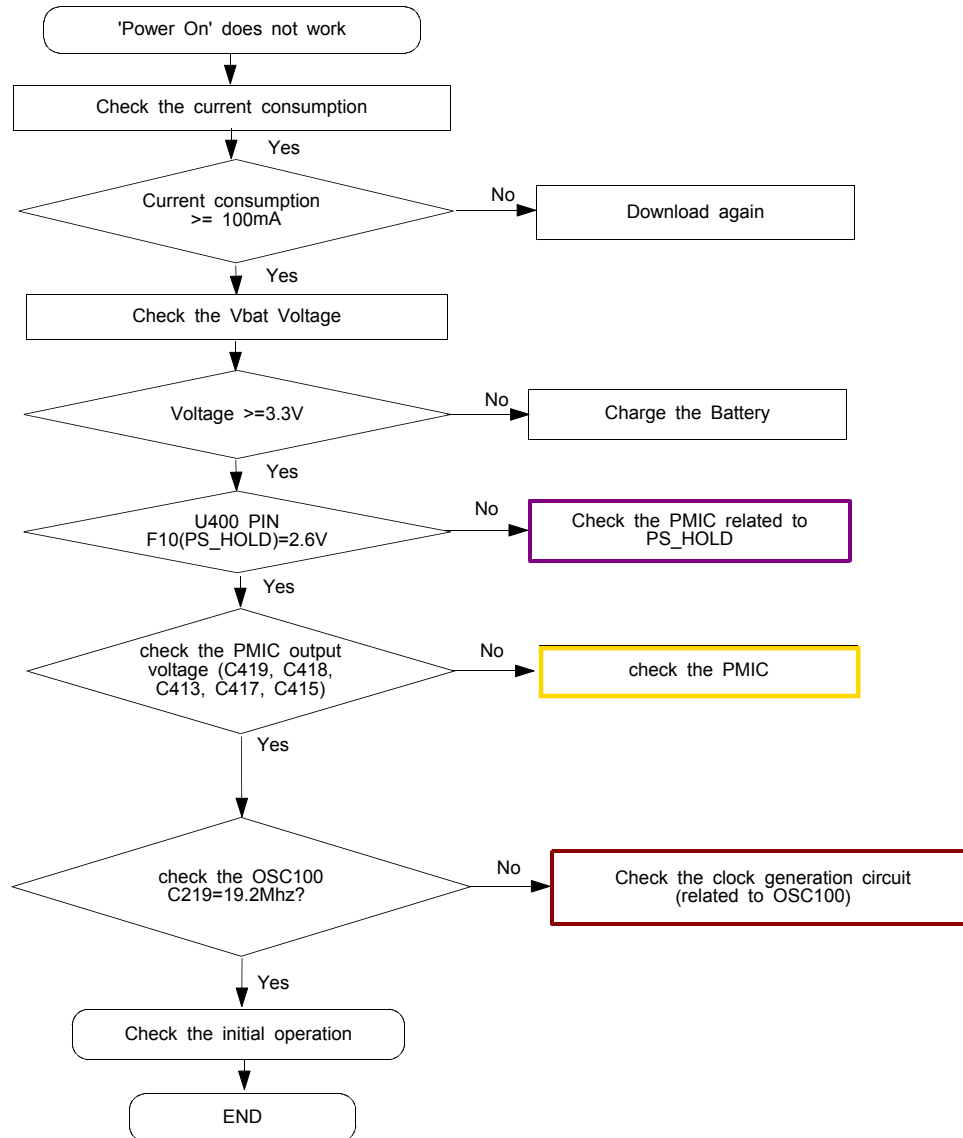 'Power On' does not work
Check the current consumption
Yes
Current consumption
>= 100mA
No
Download again
Yes
Check the Vbat Voltage
Voltage >=3.3V
No
Charge the Battery
Yes
U400 PIN
F10(PS_HOLD)=2.6V
No
Check the PMIC related to
PS_HOLD
Yes
check the PMIC output
voltage (C419, C418,
C413, C417, C415)
No
check the PMIC
Yes
check the OSC100
C219=19.2Mhz?
No
Check the clock generation circuit
(related to OSC100)
Yes
Check the initial operation
END